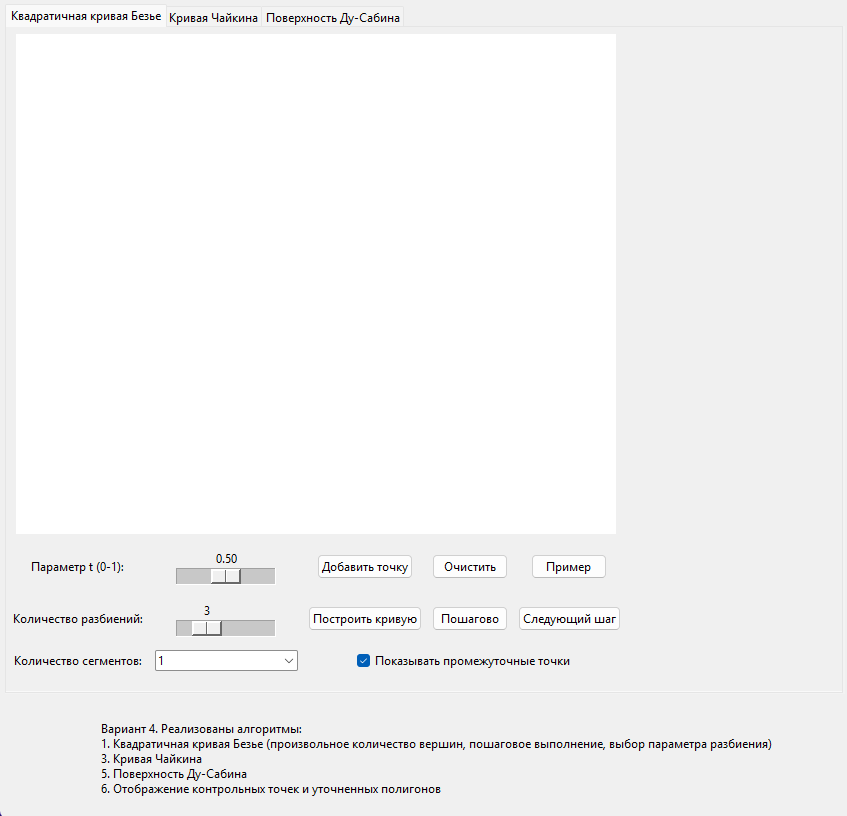 Квадратичная кривая Безье Кривая Чайкина Поверхность Ду-Сабина
0.50
Параметр t (0-1): Добавить точку Очистить Пример
3
Количество разбиений: Построить кривую Пошагово Следующий шаг
Количество сегментов: 1 Показывать промежуточные точки
Вариант 4. Реализованы алгоритмы:
1. Квадратичная кривая Безье (произвольное количество вершин, пошаговое выполнение, выбор параметра разбиения)
3. Кривая Чайкина
5. Поверхность Ду-Сабина
6. Отображение контрольных точек и уточненных полигонов